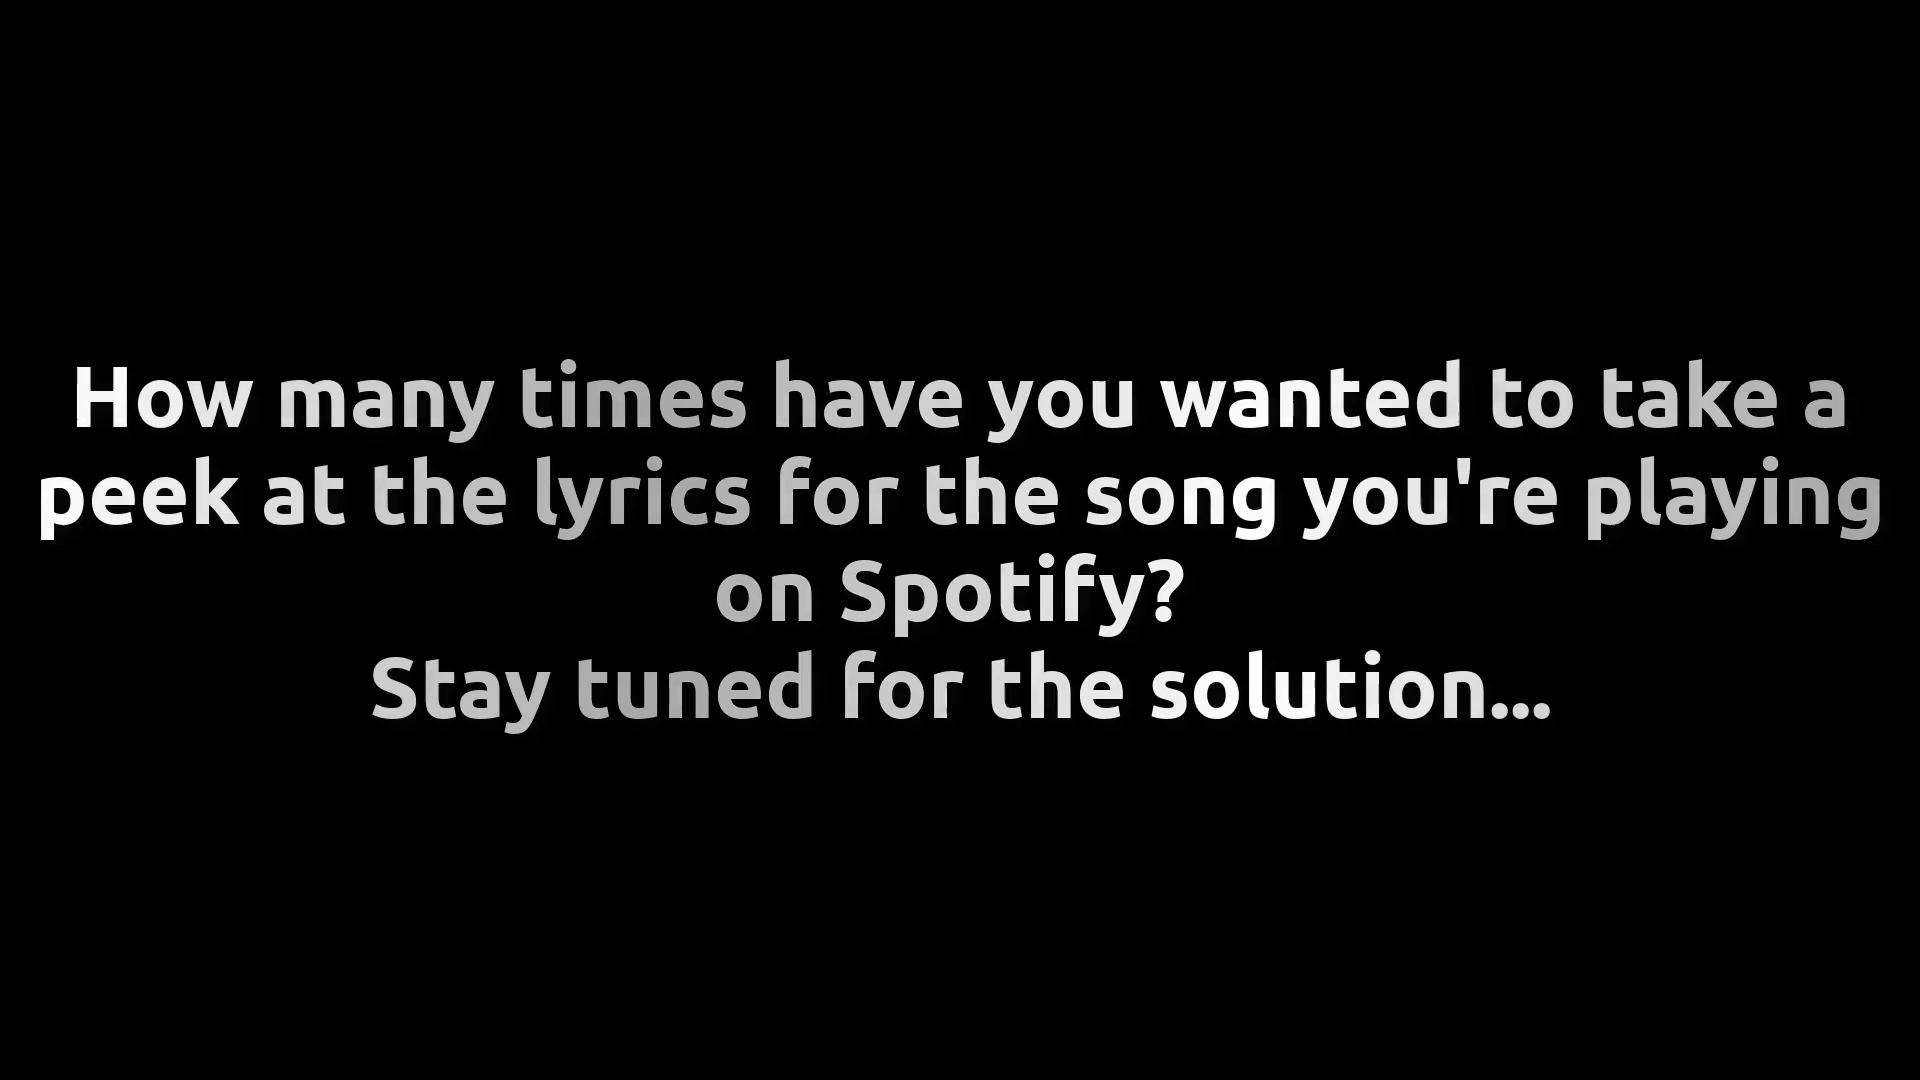 How many times have you wanted to take a
peek at the lyrics for the song you're playing
on Spotify?
Stay tuned for the solution...